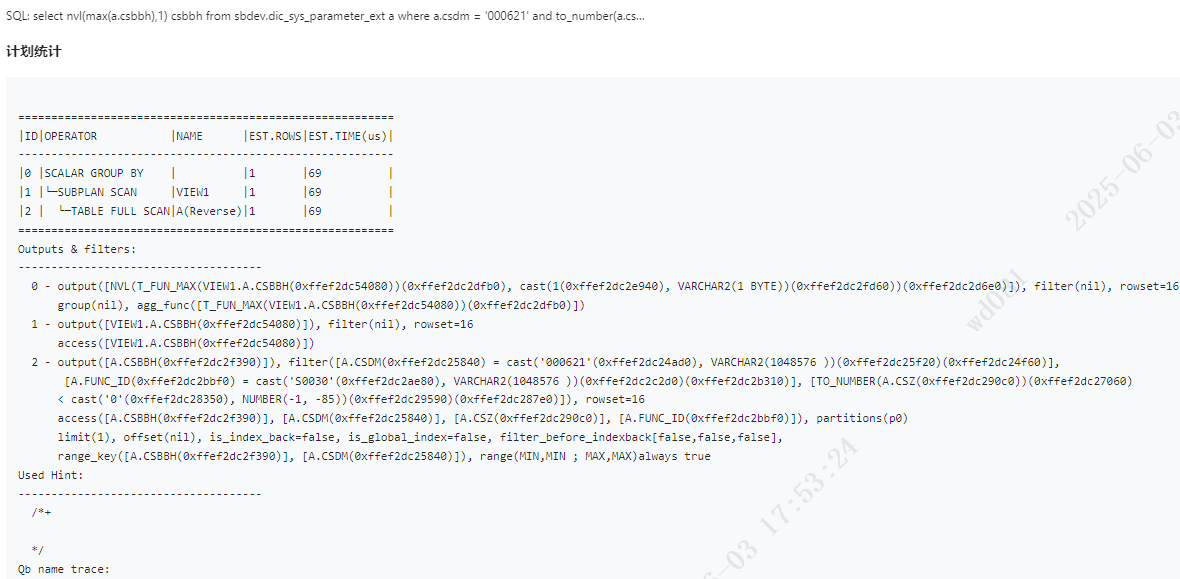 SQL: select nvl(max(a.csbbh),1) csbbh from sbdev.dic_sys_parameter_ext a where a.csdm = '000621' and to_number(a.cs...
计划统计
=========================================================
|ID|OPERATOR |NAME |EST.ROWS|EST.TIME(us)|
---------------------------------------------------------
|0 |SCALAR GROUP BY | |1 |69 |
|1 |└─SUBPLAN SCAN |VIEW1 |1 |69 |
|2 | └─TABLE FULL SCAN|A(Reverse)|1 |69 |
=========================================================
Outputs & filters:
-------------------------------------
0 - output([NVL(T_FUN_MAX(VIEW1.A.CSBBH(0xffef2dc54080))(0xffef2dc2dfb0), cast(1(0xffef2dc2e940), VARCHAR2(1 BYTE))(0xffef2dc2fd60))(0xffef2dc2d6e0)]), filter(nil), rowset=16
group(nil), agg_func([T_FUN_MAX(VIEW1.A.CSBBH(0xffef2dc54080))(0xffef2dc2dfb0)])
1 - output([VIEW1.A.CSBBH(0xffef2dc54080)]), filter(nil), rowset=16
access([VIEW1.A.CSBBH(0xffef2dc54080)])
2 - output([A.CSBBH(0xffef2dc2f390)]), filter([A.CSDM(0xffef2dc25840) = cast('000621'(0xffef2dc24ad0), VARCHAR2(1048576 ))(0xffef2dc25f20)(0xffef2dc24f60)],
[A.FUNC_ID(0xffef2dc2bbf0) = cast('S0030'(0xffef2dc2ae80), VARCHAR2(1048576 ))(0xffef2dc2c2d0)(0xffef2dc2b310)], [TO_NUMBER(A.CSZ(0xffef2dc290c0))(0xffef2dc27060)
< cast('0'(0xffef2dc28350), NUMBER(-1, -85))(0xffef2dc29590)(0xffef2dc287e0)]), rowset=16
access([A.CSBBH(0xffef2dc2f390)], [A.CSDM(0xffef2dc25840)], [A.CSZ(0xffef2dc290c0)], [A.FUNC_ID(0xffef2dc2bbf0)]), partitions(p0)
limit(1), offset(nil), is_index_back=false, is_global_index=false, filter_before_indexback[false,false,false],
range_key([A.CSBBH(0xffef2dc2f390)], [A.CSDM(0xffef2dc25840)]), range(MIN,MIN ; MAX,MAX)always true
Used Hint:
-------------------------------------
/*+
*/
Qb name trace:
2025-06-03
wd001
6-03 17:53:24